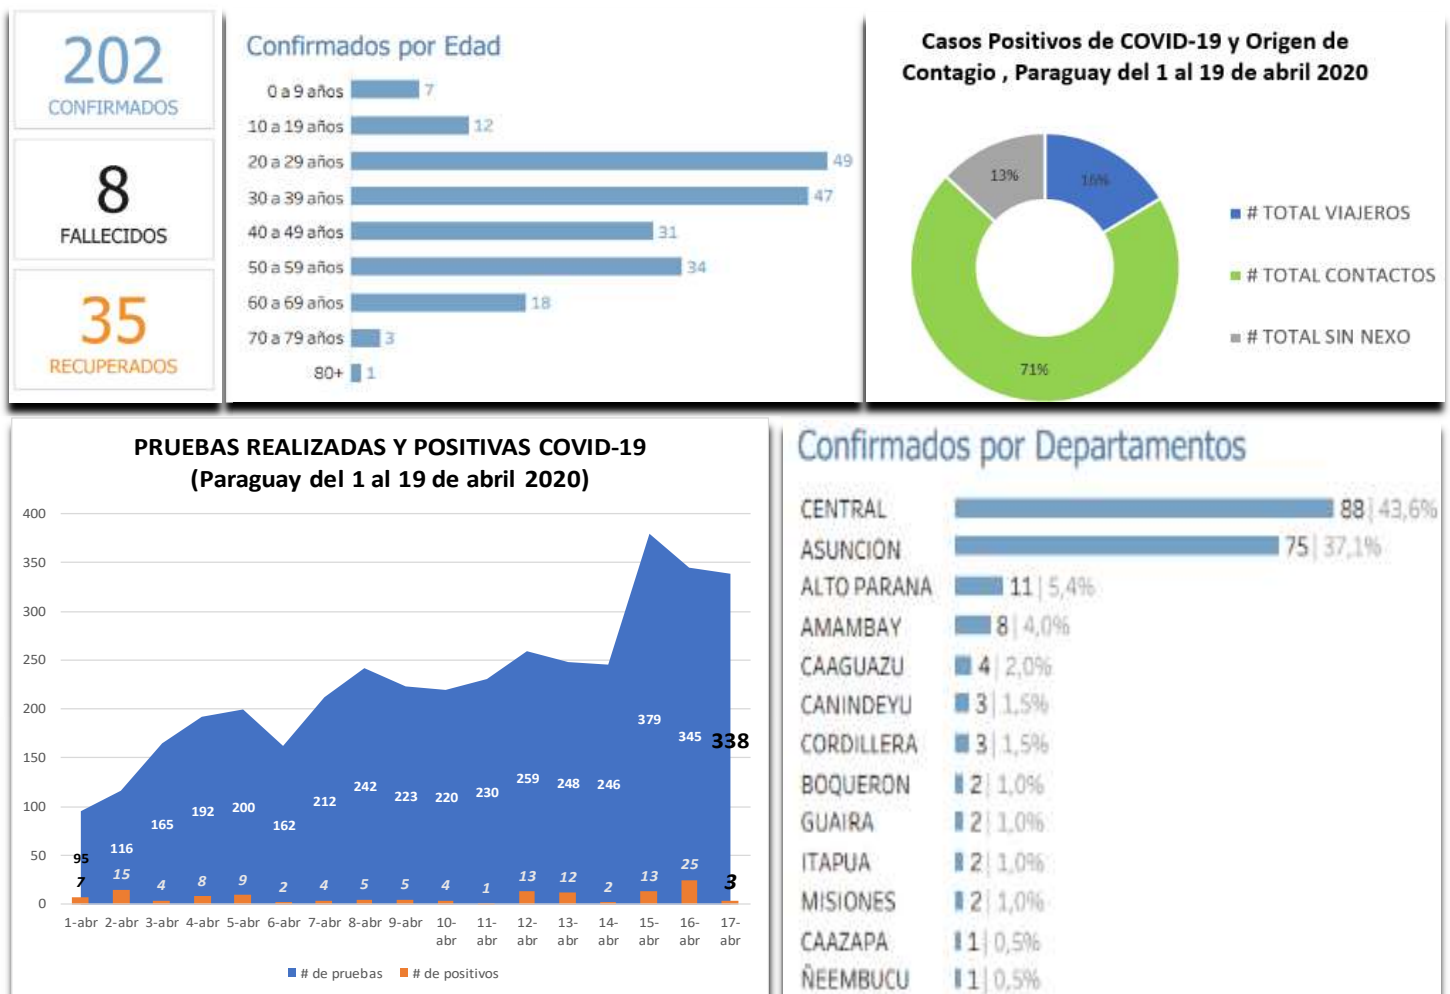 202
CONFIRMADOS
8
FALLECIDOS
35
RECUPERADOS
Confirmados por Edad
0 a 9 años 7
10 a 19 años 12
20 a 29 años 49
30 a 39 años 47
40 a 49 años 31
50 a 59 años 34
60 a 69 años 18
70 a 79 años 3
80+ 1
Casos Positivos de COVID-19 y Origen de
Contagio , Paraguay del 1 al 19 de abril 2020
13%
16%
71%
# TOTAL VIAJEROS
# TOTAL CONTACTOS
# TOTAL SIN NEXO
PRUEBAS REALIZADAS Y POSITIVAS COVID-19
(Paraguay del 1 al 19 de abril 2020)
400
350
300
250
200
150
100
50
0
95 116 165 192 200 162 212 242 223 220 230 259 248 246 379 345 338
7 15 4 8 9 2 4 5 5 4 1 13 12 2 13 25 3
1-abr 2-abr 3-abr 4-abr 5-abr 6-abr 7-abr 8-abr 9-abr 10-abr 11-abr 12-abr 13-abr 14-abr 15-abr 16-abr 17-abr
# de pruebas # de positivos
Confirmados por Departamentos
CENTRAL 88 | 43,6%
ASUNCION 75 | 37,1%
ALTO PARANA 11 | 5,4%
AMAMBAY 8 | 4,0%
CAAGUAZU 4 | 2,0%
CANINDEYU 3 | 1,5%
CORDILLERA 3 | 1,5%
BOQUERON 2 | 1,0%
GUAIRA 2 | 1,0%
ITAPUA 2 | 1,0%
MISIONES 2 | 1,0%
CAAZAPA 1 | 0,5%
ÑEEMBUCU 1 | 0,5%